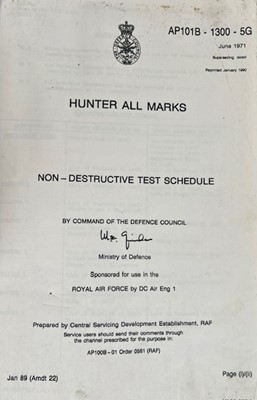 AP101B - 1300 - 5G
June 1971
Reprinted January 1990
HUNTER ALL MARKS
NON - DESTRUCTIVE TEST SCHEDULE
BY COMMAND OF THE DEFENCE COUNCIL
Ministry of Defence
Sponsored for use in the
ROYAL AIR FORCE by DC Air Eng 1
Prepared by Central Servicing Development Establishment, RAF
Service users should send their comments through
the channel prescribed for the purpose in:
AP100B-01 Order 0551 (RAF)
Jan 89 (Amdt 22)
Page (i)/(ii)